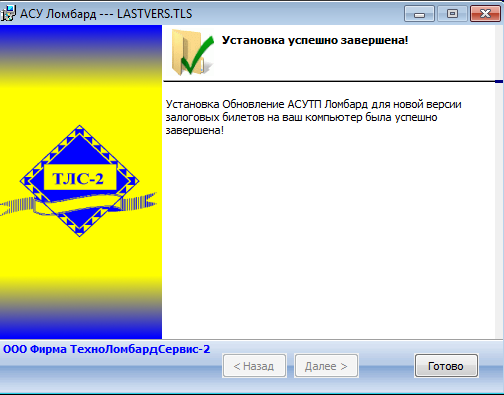 АСУ Ломбард --- LASTVERS.TLS
Установка успешно завершена!
Установка Обновление АСУТП Ломбард для новой версии
залоговых билетов на ваш компьютер была успешно
завершена!
ТЛС-2
ООО Фирма ТехноЛомбардСервис-2
< Назад
Далее >
Готово